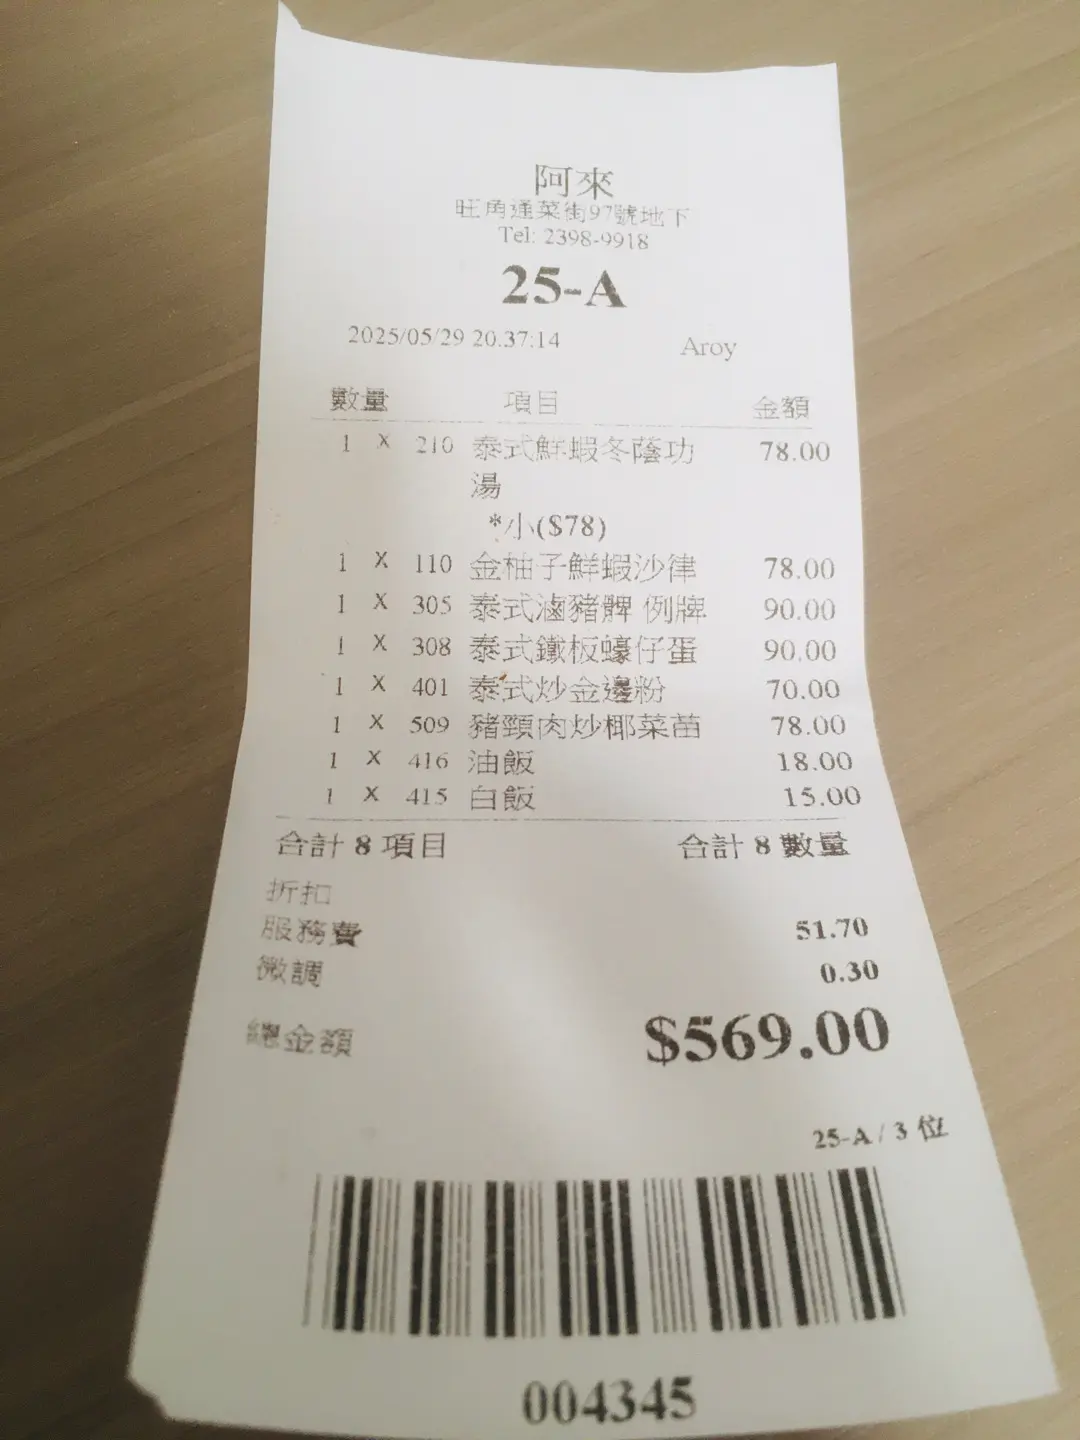 阿來
旺角通菜街97號地下
Tel: 2398-9918
25-A
2025/05/29 20.37:14 Aroy
數量 項目 金額
1 X 210 泰式鮮蝦冬蔭功 78.00
湯
*小($78)
1 X 110 金柚子鮮蝦沙律 78.00
1 X 305 泰式滷豬髀 例牌 90.00
1 X 308 泰式鐵板蠔仔蛋 90.00
1 X 401 泰式炒金邊粉 70.00
1 X 509 豬頸肉炒椰菜苗 78.00
1 X 416 油飯 18.00
1 X 415 白飯 15.00
合計 8 項目 合計 8 數量
折扣
服務費 51.70
微調 0.30
總金額 $569.00
25-A / 3 位
004345